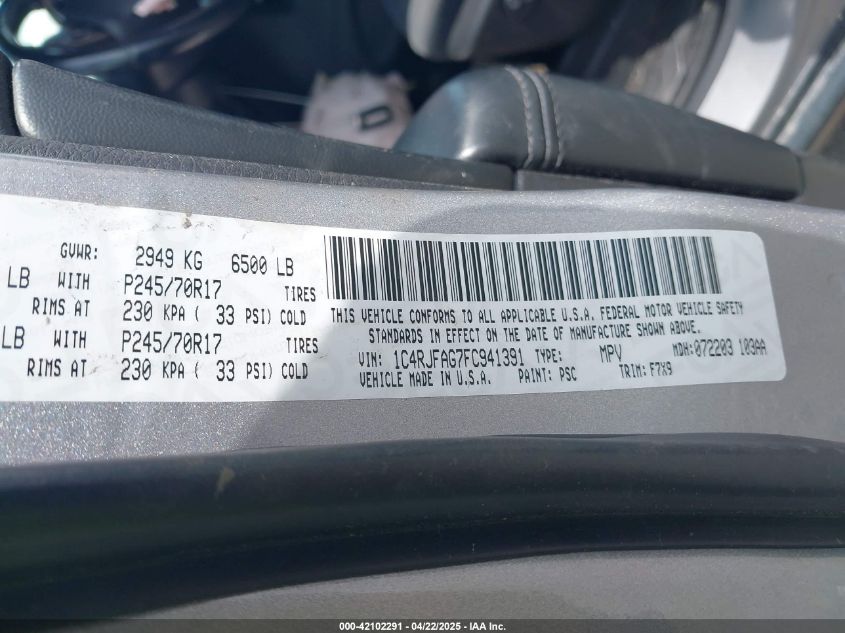 GVWR: 2949 KG 6500 LB
LB WITH P245/70R17 TIRES
RIMS AT 230 KPA ( 33 PSI) COLD
LB WITH P245/70R17 TIRES
RIMS AT 230 KPA ( 33 PSI) COLD
THIS VEHICLE CONFORMS TO ALL APPLICABLE U.S.A. FEDERAL MOTOR VEHICLE SAFETY
STANDARDS IN EFFECT ON THE DATE OF MANUFACTURE SHOWN ABOVE.
VIN: 1C4RJFAG7FC941391 TYPE: MPV MDH: 072203 103AA
VEHICLE MADE IN U.S.A. PAINT: PSC TRIM: F7X9
000-42102291 - 04/22/2025 - IAA Inc.